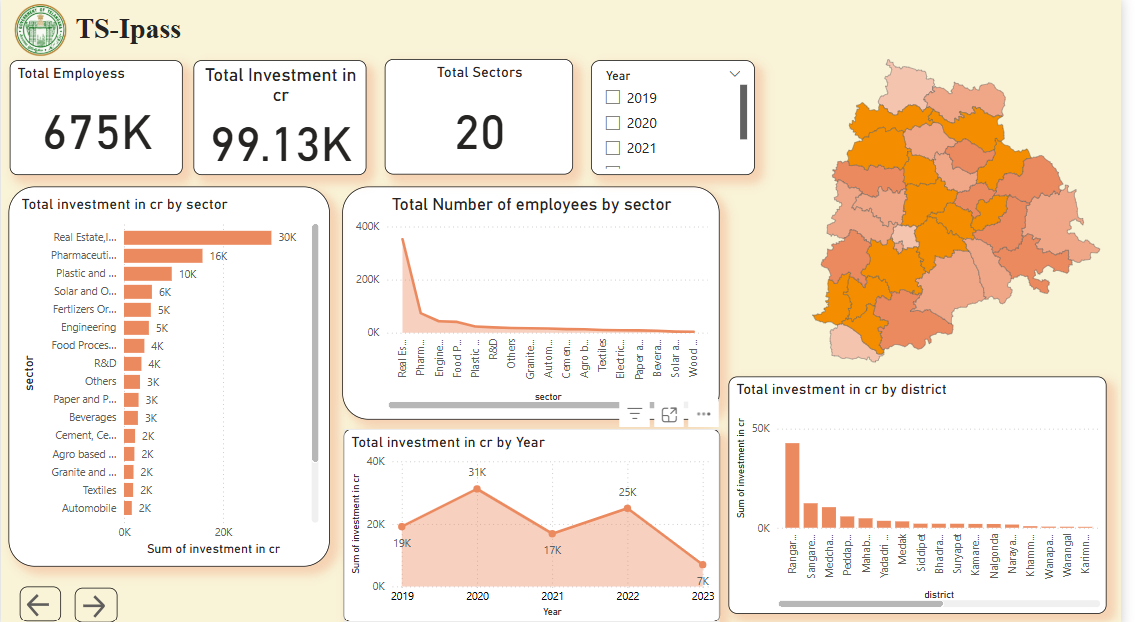 TS-Ipass
Total Employess
675K
Total Investment in
cr
99.13K
Total Sectors
20
Year
2019
2020
2021
Total investment in cr by sector
sector
Real Estate,I... 30K
Pharmaceuti... 16K
Plastic and ... 10K
Solar and O... 6K
Fertlizers Or... 5K
Engineering 5K
Food Proces... 4K
R&D 4K
Others 3K
Paper and P... 3K
Beverages 3K
Cement, Ce... 2K
Agro based ... 2K
Granite and ... 2K
Textiles 2K
Automobile 2K
0K 20K
Sum of investment in cr
Total Number of employees by sector
400K
200K
0K
Real Es...
Pharm...
Engine...
Food P...
Plastic ...
R&D
Others
Granite...
Autom...
Cemen...
Agro b...
Textiles
Electric...
Paper a...
Bevera...
Solar a...
Wood ...
sector
Total investment in cr by Year
Sum of investment in cr
40K
20K
0K
19K
31K
17K
25K
7K
2019 2020 2021 2022 2023
Year
Total investment in cr by district
Sum of investment in cr
50K
0K
Rangar...
Sangare...
Medcha...
Peddap...
Mahab...
Yadadri ...
Medak
Siddipet
Bhadra...
Suryapet
Kamare...
Nalgonda
Naraya...
Khamm...
Wanapa...
Warangal
Karimn...
district